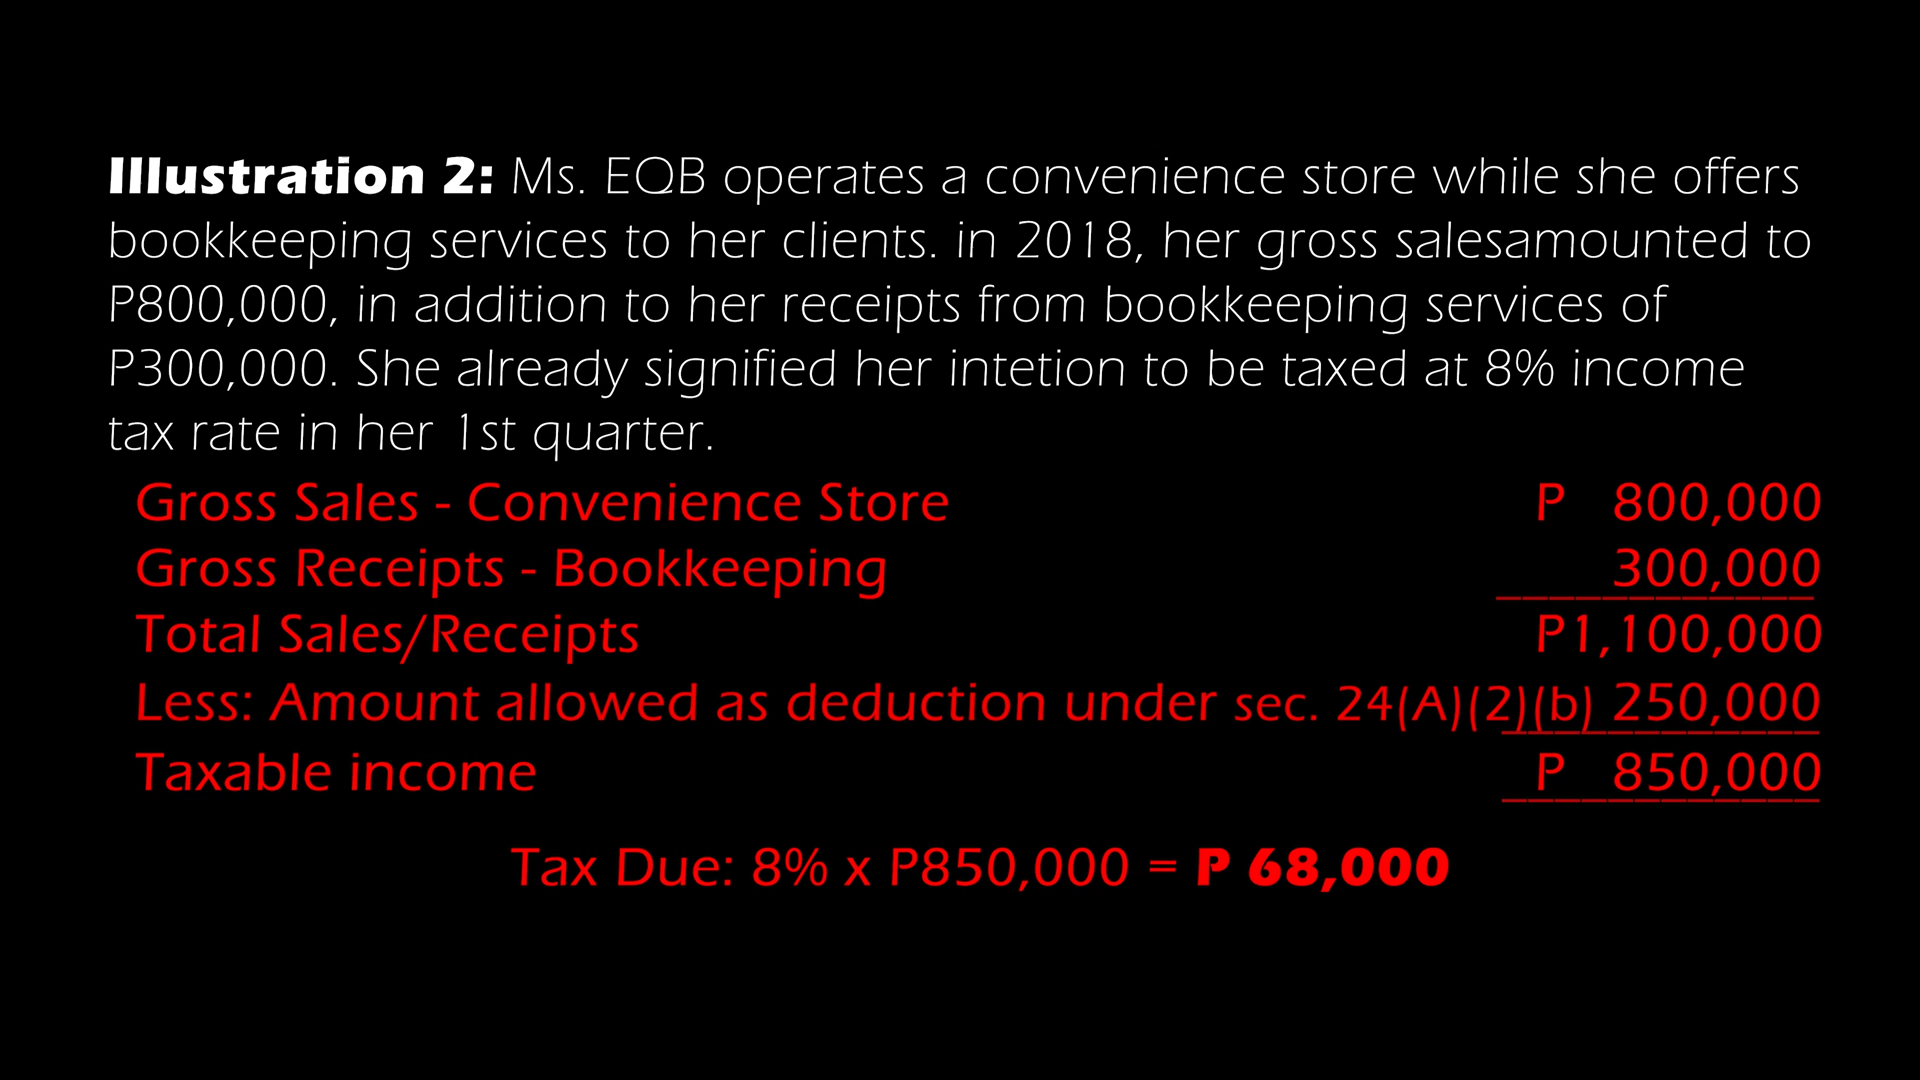 Illustration 2: Ms. EQB operates a convenience store while she offers
bookkeeping services to her clients. in 2018, her gross salesamounted to
P800,000, in addition to her receipts from bookkeeping services of
P300,000. She already signified her intetion to be taxed at 8% income
tax rate in her 1st quarter.
Gross Sales - Convenience Store P 800,000
Gross Receipts - Bookkeeping 300,000
Total Sales/Receipts P1,100,000
Less: Amount allowed as deduction under sec. 24(A)(2)(b) 250,000
Taxable income P 850,000
Tax Due: 8% x P850,000 = P 68,000